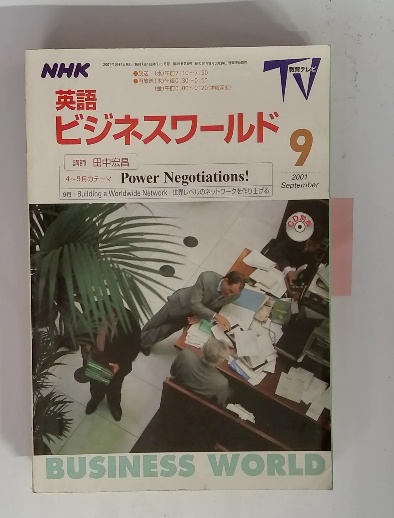 NHK
教育テレビ
TV
英語
ビジネスワールド
9
2001
September
講師 田中宏昌
4〜9月のテーマ Power Negotiations!
9月 Building a Worldwide Network 世界レベルのネットワークを作り上げる
BUSINESS WORLD